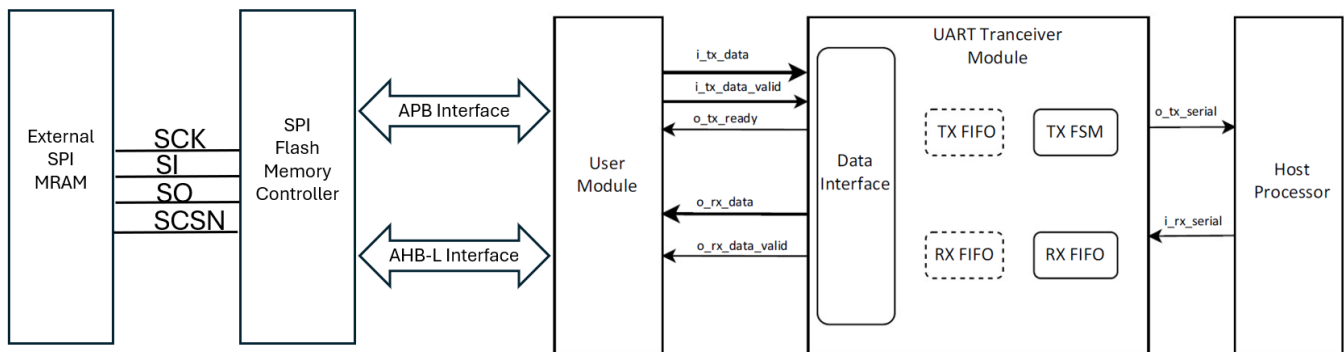 External
SPI
MRAM
SCK
SI
SO
SCSN
SPI
Flash
Memory
Controller
APB Interface
AHB-L Interface
User
Module
i_tx_data
i_tx_data_valid
o_tx_ready
o_rx_data
o_rx_data_valid
UART Tranceiver
Module
Data
Interface
TX FIFO
TX FSM
RX FIFO
RX FIFO
o_tx_serial
i_rx_serial
Host
Processor